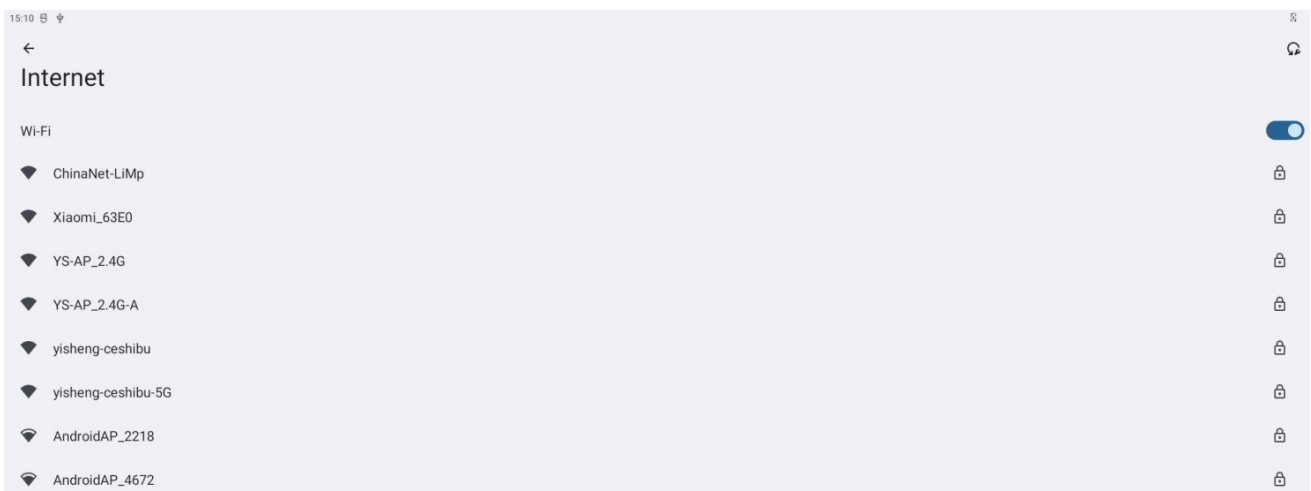 15:10
Internet
Wi-Fi
ChinaNet-LiMp
Xiaomi_63E0
YS-AP_2.4G
YS-AP_2.4G-A
yisheng-ceshibu
yisheng-ceshibu-5G
AndroidAP_2218
AndroidAP_4672